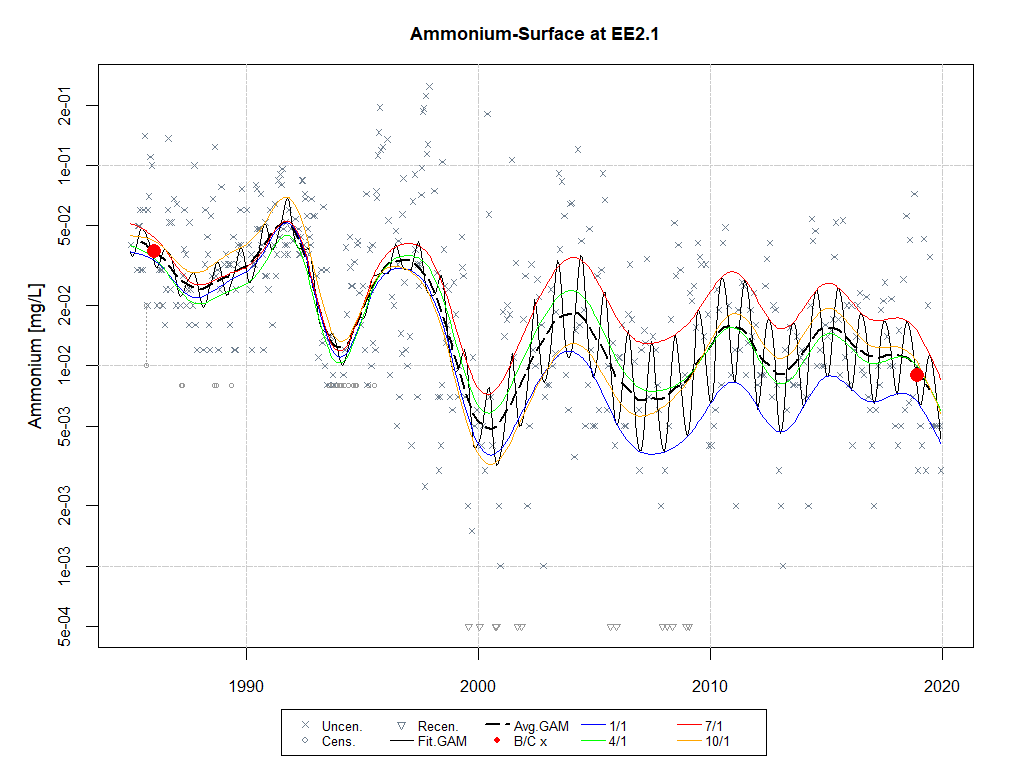 Ammonium-Surface at EE2.1
Ammonium [mg/L]
2e-01
1e-01
5e-02
2e-02
1e-02
5e-03
2e-03
1e-03
5e-04
1990 2000 2010 2020
Uncen. Recen. Avg.GAM 1/1 7/1
Cens. Fit.GAM B/C x 4/1 10/1